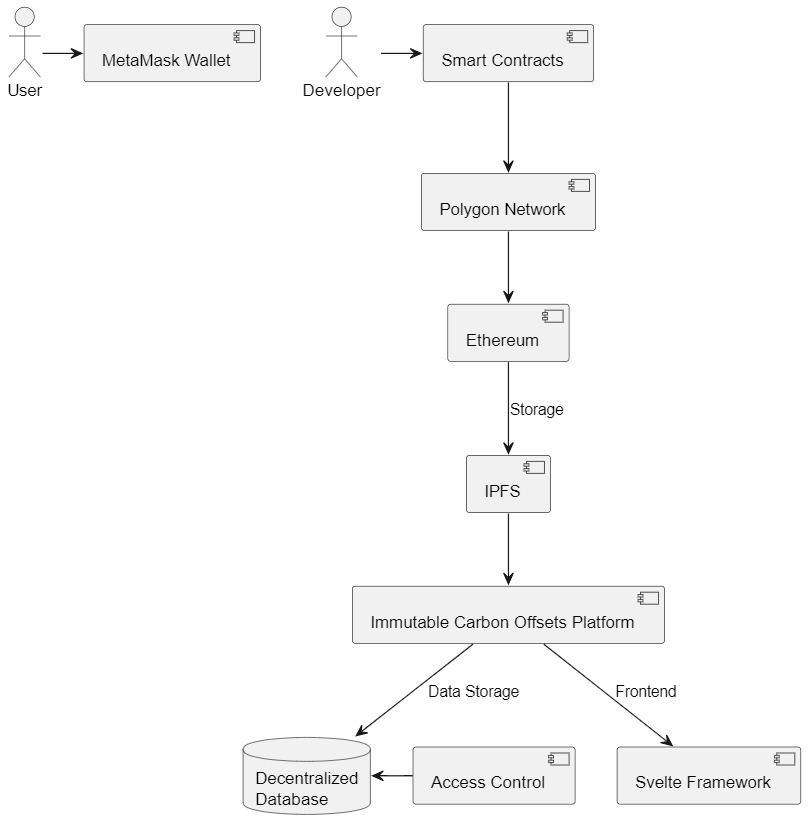 User
MetaMask Wallet
Developer
Smart Contracts
Polygon Network
Ethereum
Storage
IPFS
Immutable Carbon Offsets Platform
Data Storage
Frontend
Decentralized
Database
Access Control
Svelte Framework